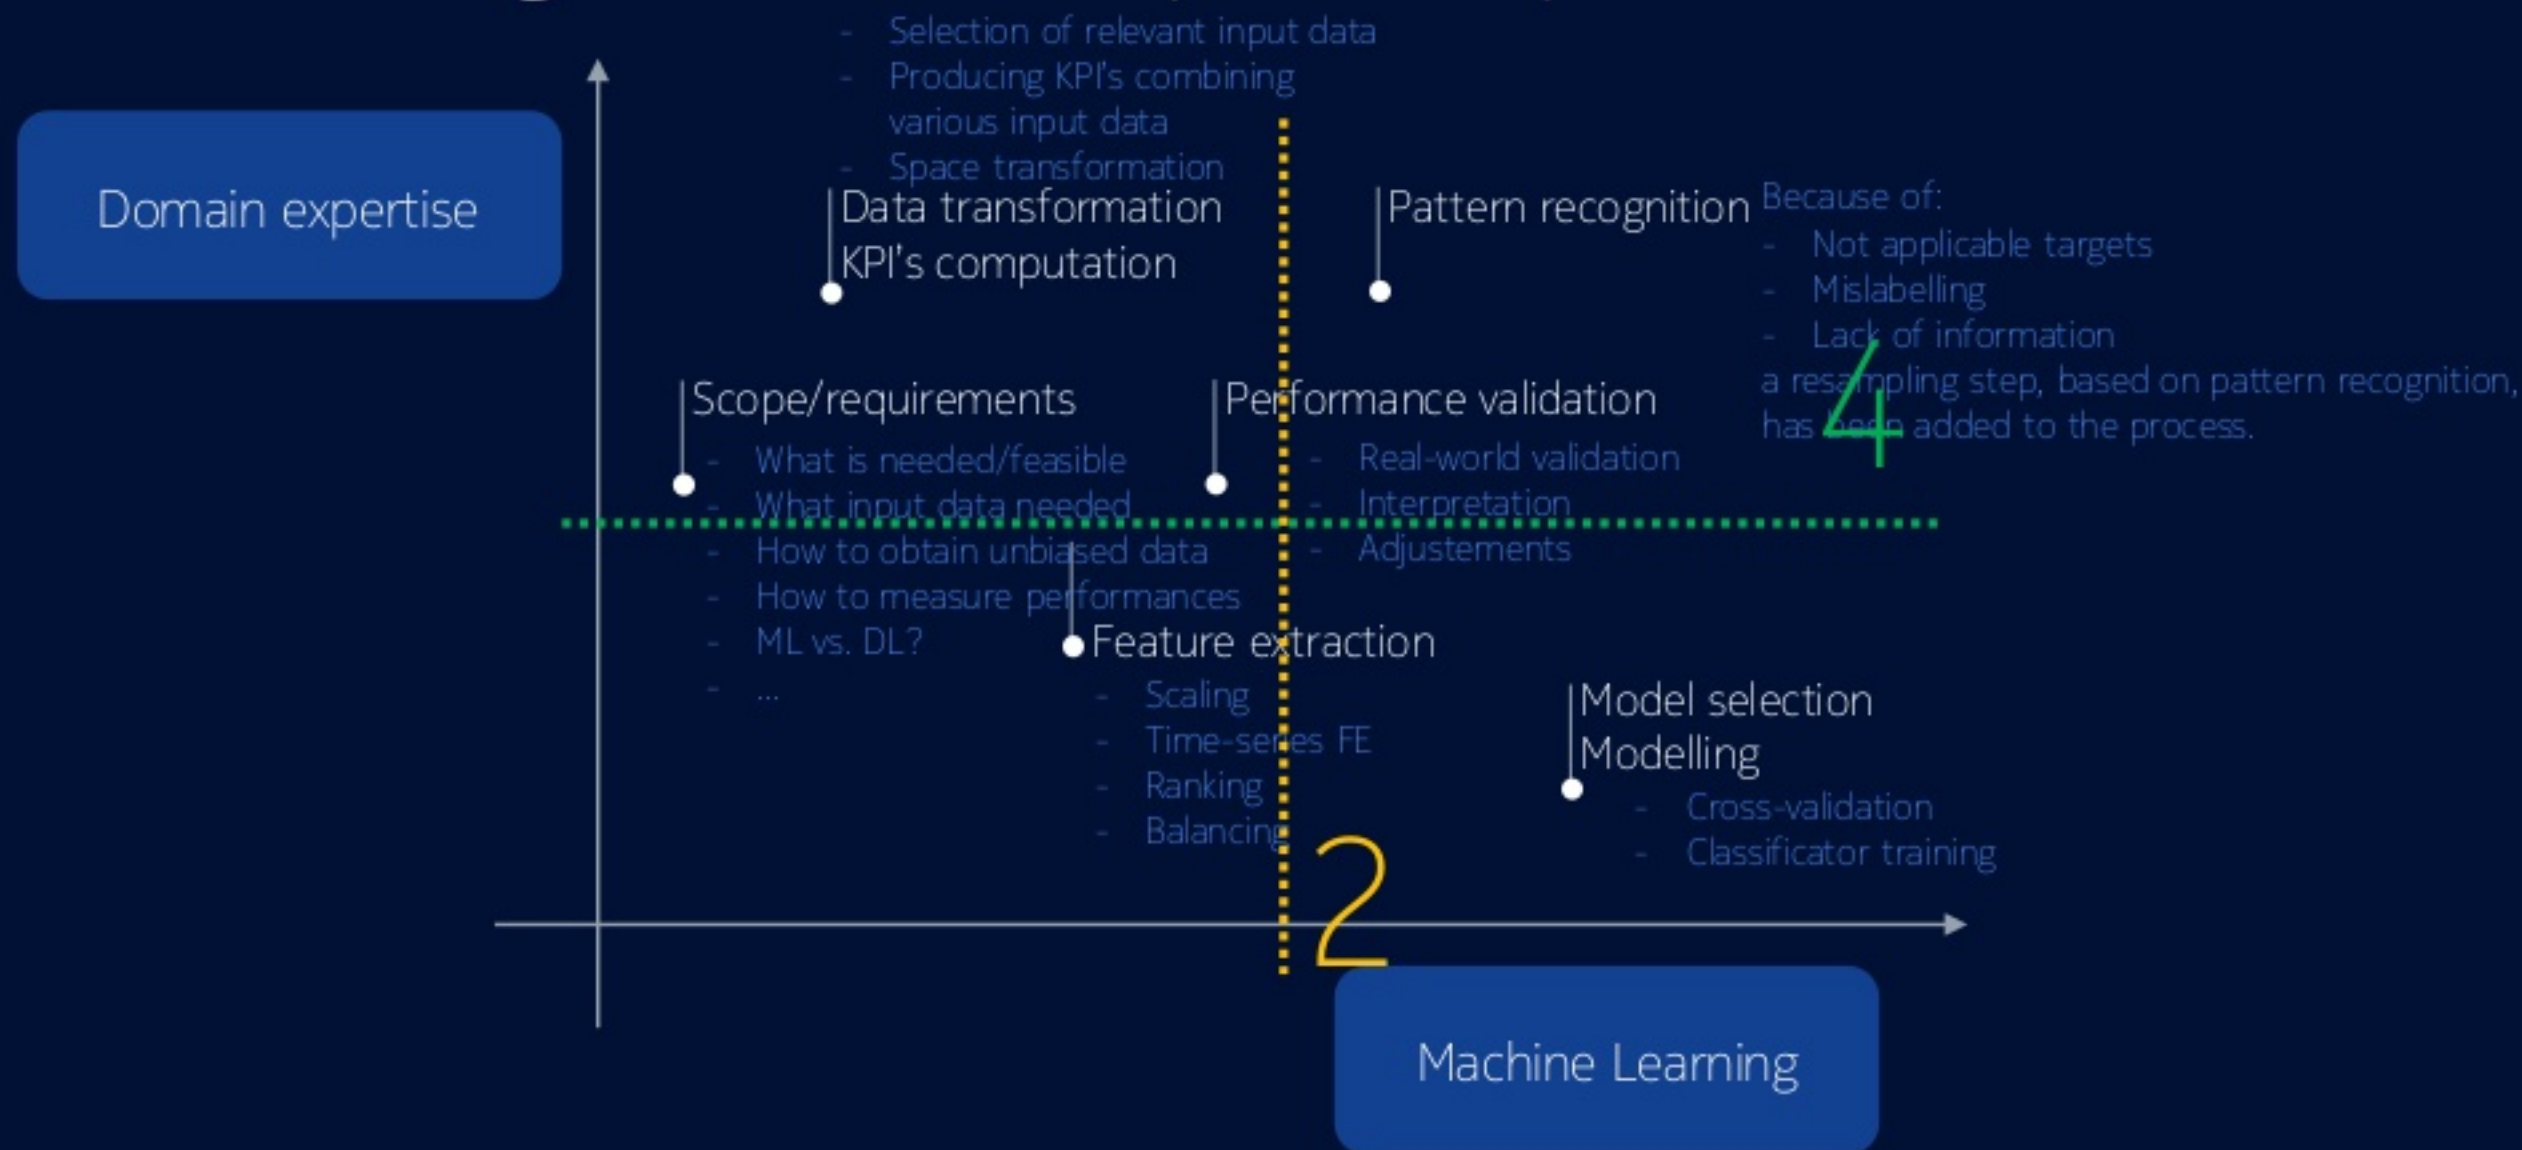 - Selection of relevant input data
- Producing KPI's combining
various input data
- Space transformation
Domain expertise
Data transformation
KPI's computation
Pattern recognition
Because of:
- Not applicable targets
- Mislabelling
- Lack of information
a resampling step, based on pattern recognition,
has been added to the process.
4
Scope/requirements
- What is needed/feasible
- What input data needed
- How to obtain unbiased data
- How to measure performances
- ML vs. DL?
- ...
Performance validation
- Real-world validation
- Interpretation
- Adjustements
Feature extraction
- Scaling
- Time-series FE
- Ranking
- Balancing
Model selection
Modelling
- Cross-validation
- Classificator training
2
Machine Learning